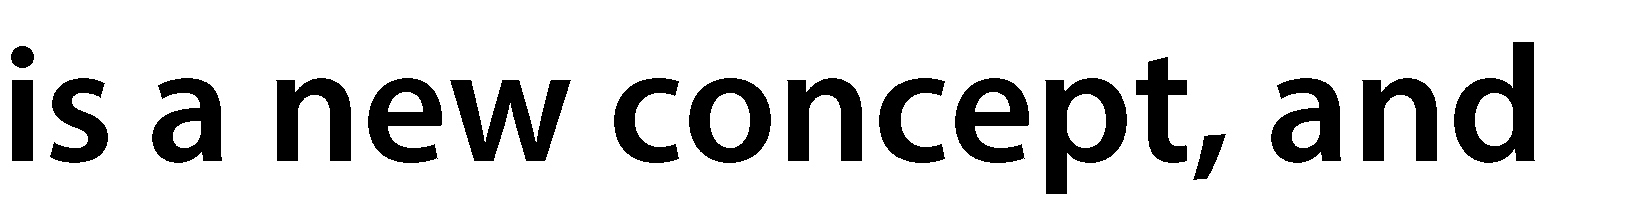 is a new concept, and